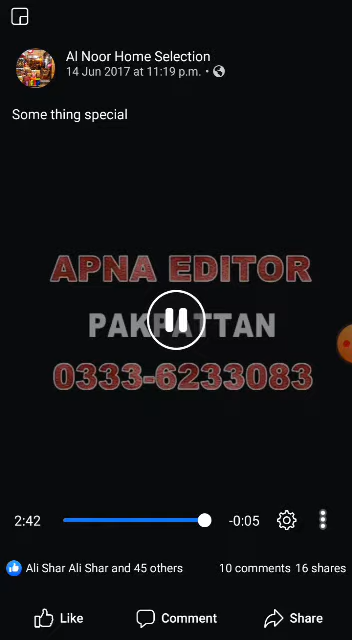 Al Noor Home Selection
14 Jun 2017 at 11:19 p.m. •
Some thing special
APNA EDITOR
PAKPATTAN
0333-6233083
2:42 -0:05
Ali Shar Ali Shar and 45 others 10 comments 16 shares
Like Comment Share